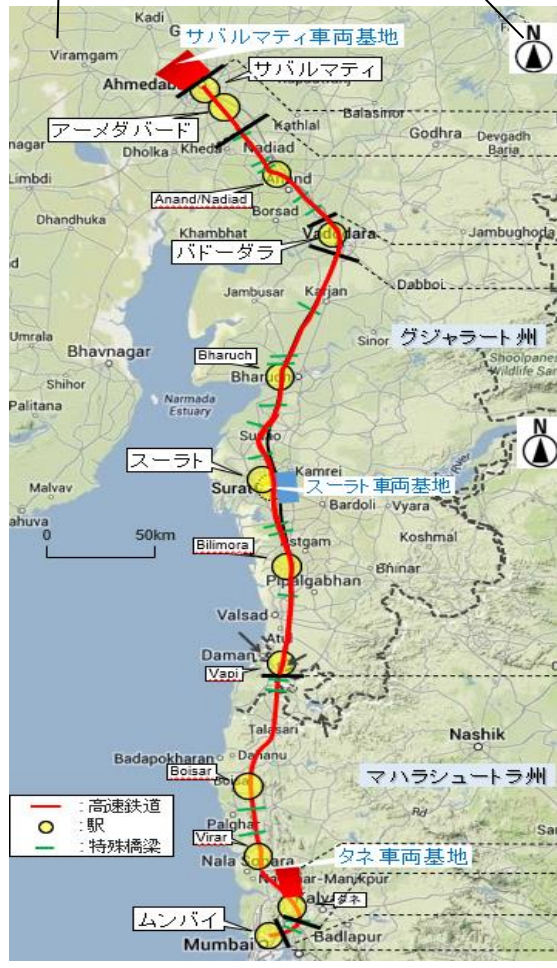 Kadi
N
Viramgam
サバルマティ車両基地
サバルマティ
アーメダバード
Balasinor
Kathlal
Godhra
Devgadh
Baria
Dholka
Kheda
Nadiad
Limbdi
Anand/Nadiad
Borsad
Dhandhuka
Khambhat
バドーダラ
Jambughoda
Dabboi
Jambusar
Karjan
Umrala
Sinor
グジャラート州
Bhavnagar
Bharuch
Shihor
Narmada
Estuary
Palitana
N
スーラト
Kamrej
Malvav
Surat
スーラト車両基地
Bardoli
Vyara
0
50km
Bilimora
Koshmal
Pipalgabhan
Valsad
Daman
Vapi
Talasari
Nashik
Badapokharan
Dahanu
Boisar
マハラシュートラ州
高速鉄道
: 駅
: 特殊橋梁
Palghar
Rd
Virar
タネ車両基地
タネ
ムンバイ
Mumbai
Badlapur